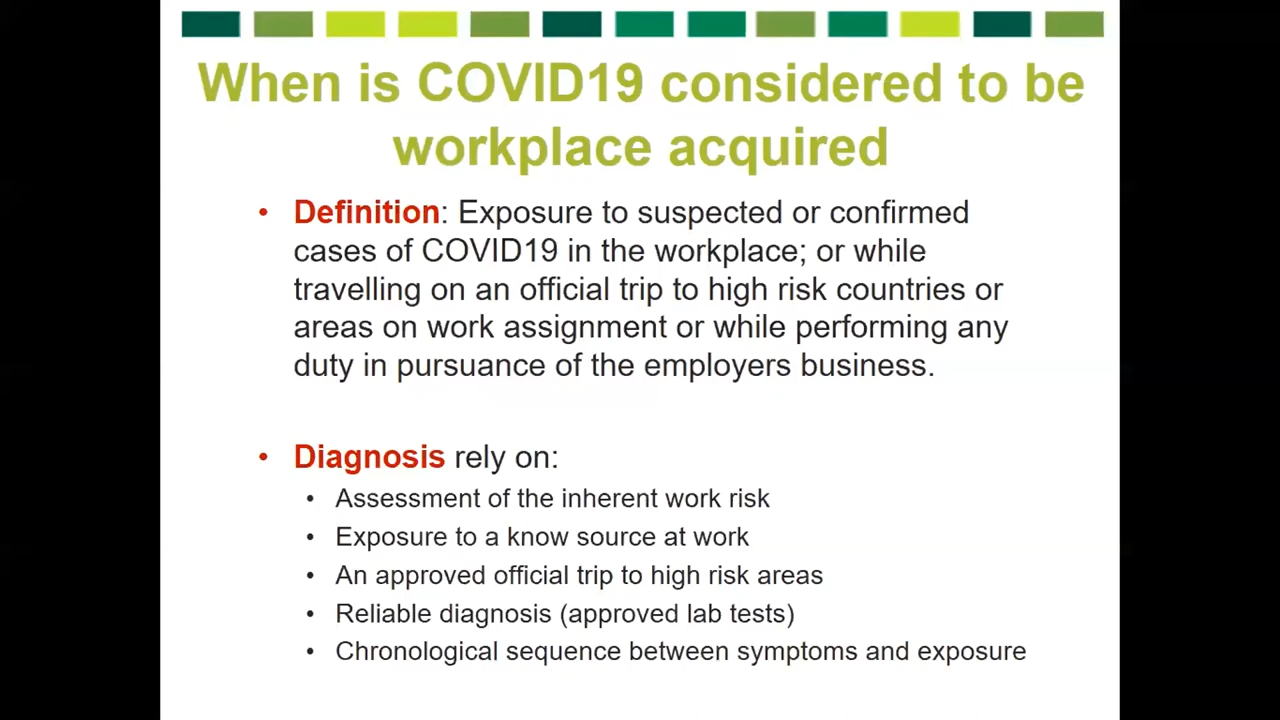 When is COVID19 considered to be
workplace acquired
• Definition: Exposure to suspected or confirmed
cases of COVID19 in the workplace; or while
travelling on an official trip to high risk countries or
areas on work assignment or while performing any
duty in pursuance of the employers business.
• Diagnosis rely on:
• Assessment of the inherent work risk
• Exposure to a know source at work
• An approved official trip to high risk areas
• Reliable diagnosis (approved lab tests)
• Chronological sequence between symptoms and exposure